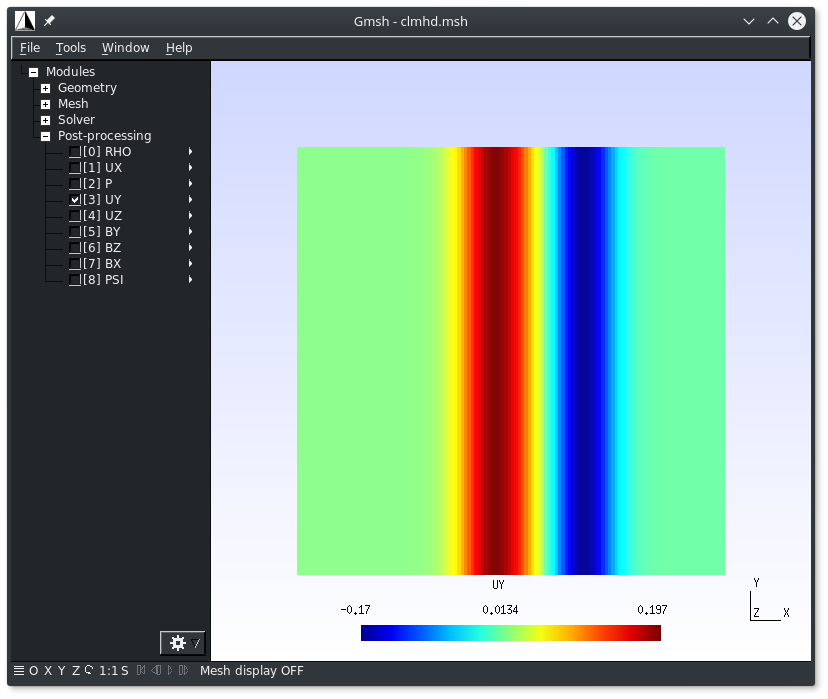 Gmsh - clmhd.msh
File Tools Window Help
Modules
Geometry
Mesh
Solver
Post-processing
[0] RHO
[1] UX
[2] P
[3] UY
[4] UZ
[5] BY
[6] BZ
[7] BX
[8] PSI
UY
-0.17 0.0134 0.197
Y
Z X
O X Y Z 1:1 S Mesh display OFF